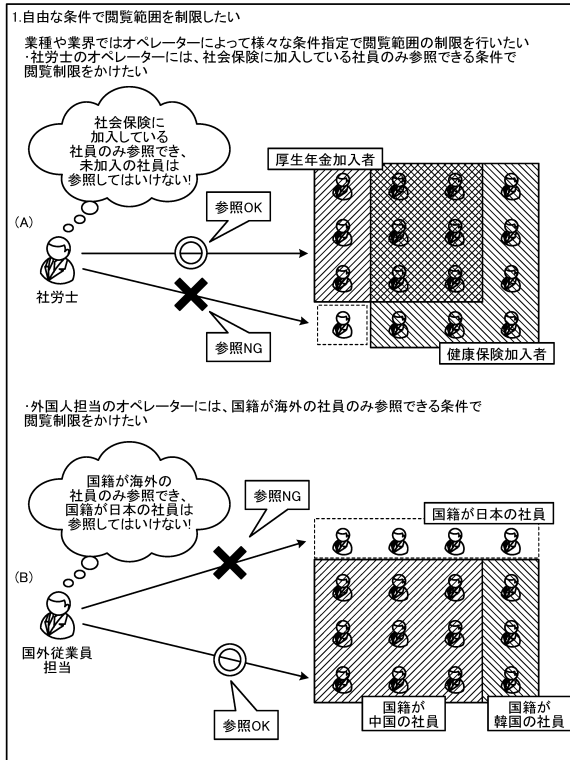 1.自由な条件で閲覧範囲を制限したい
業種や業界ではオペレーターによって様々な条件指定で閲覧範囲の制限を行いたい
・社労士のオペレーターには、社会保険に加入している社員のみ参照できる条件で
閲覧制限をかけたい
社会保険に
加入している
社員のみ参照でき、
未加入の社員は
参照してはいけない!
厚生年金加入者
参照OK
(A)
社労士
参照NG
健康保険加入者
・外国人担当のオペレーターには、国籍が海外の社員のみ参照できる条件で
閲覧制限をかけたい
国籍が海外の
社員のみ参照でき、
国籍が日本の社員は
参照してはいけない!
参照NG
国籍が日本の社員
(B)
国外従業員
担当
参照OK
国籍が
中国の社員
国籍が
韓国の社員